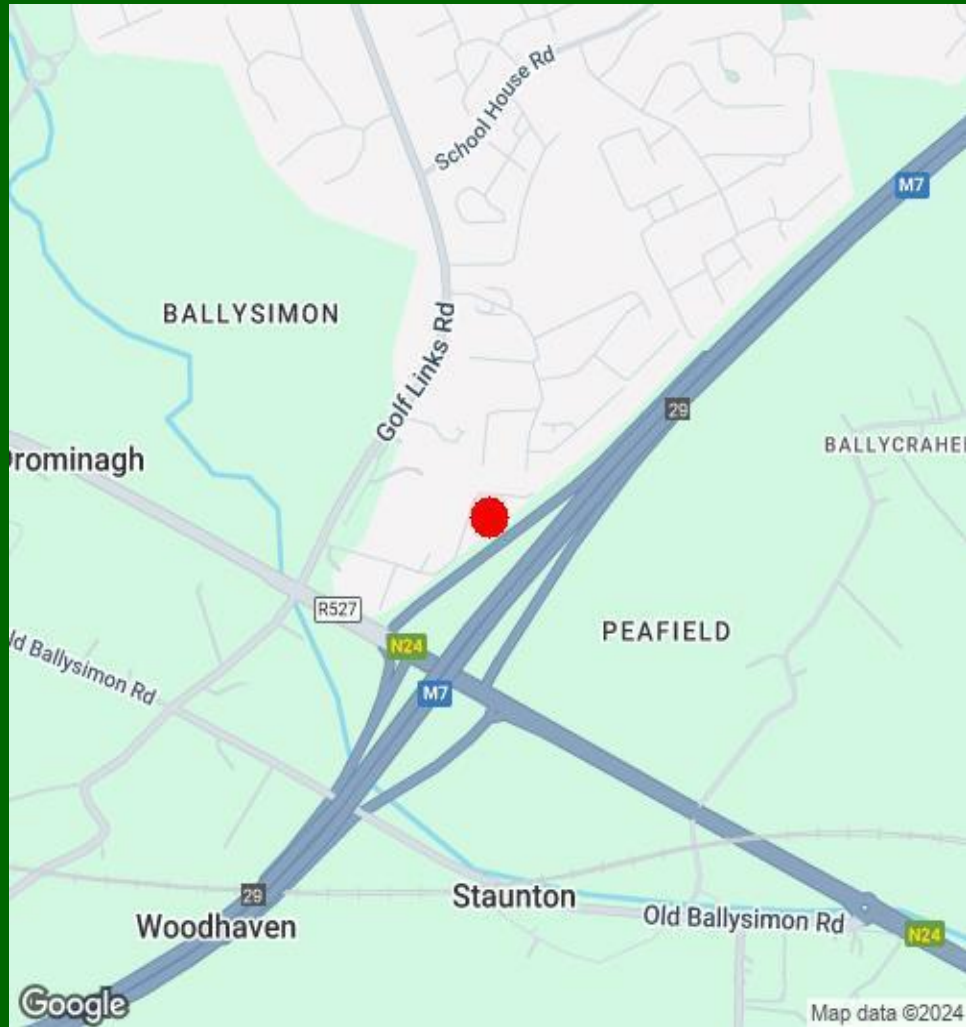 School House Rd
M7
BALLYSIMON
Golf Links Rd
29
BALLYCRAHE
rominagh
R527
PEAFIELD
N24
ld Ballysimon Rd
M7
29
Staunton
Woodhaven
Old Ballysimon Rd
N24
Google
Map data ©2024